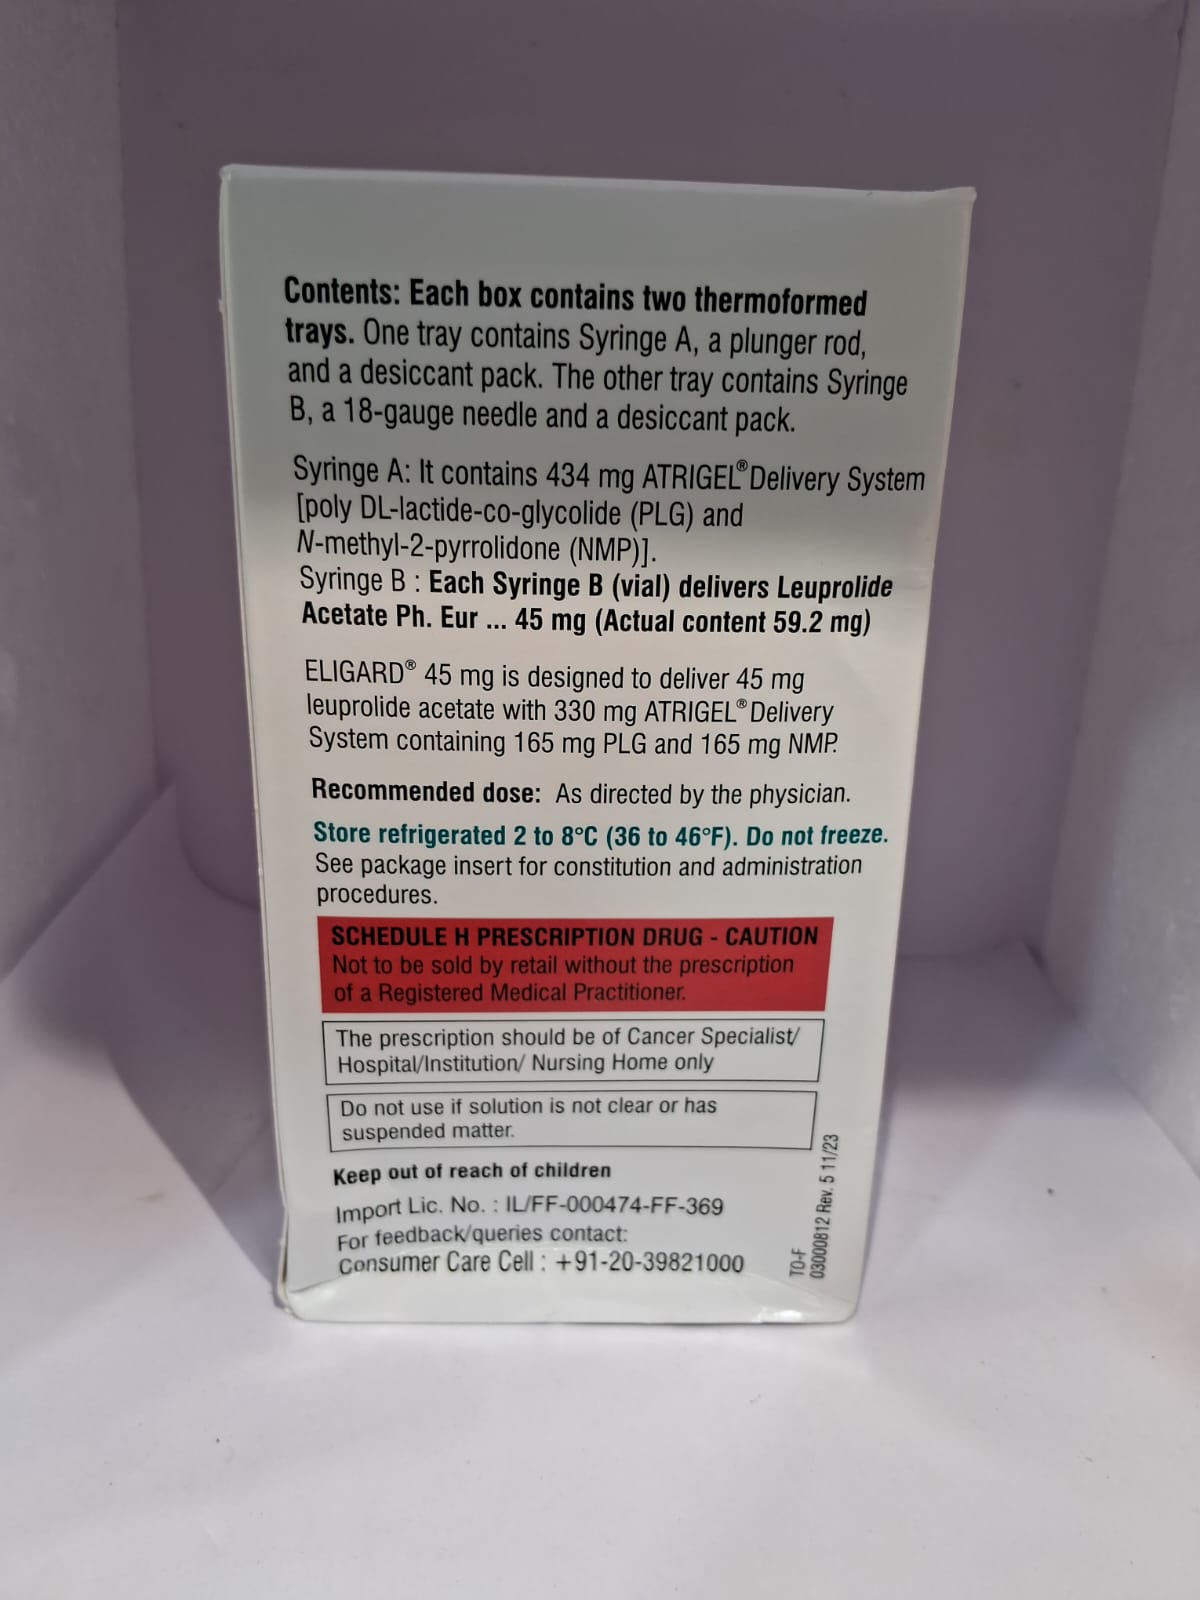 Contents: Each box contains two thermoformed
trays. One tray contains Syringe A, a plunger rod,
and a desiccant pack. The other tray contains Syringe
B, a 18-gauge needle and a desiccant pack.
Syringe A: It contains 434 mg ATRIGEL® Delivery System
[poly DL-lactide-co-glycolide (PLG) and
N-methyl-2-pyrrolidone (NMP)].
Syringe B : Each Syringe B (vial) delivers Leuprolide
Acetate Ph. Eur ... 45 mg (Actual content 59.2 mg)
ELIGARD® 45 mg is designed to deliver 45 mg
leuprolide acetate with 330 mg ATRIGEL® Delivery
System containing 165 mg PLG and 165 mg NMP.
Recommended dose: As directed by the physician.
Store refrigerated 2 to 8°C (36 to 46°F). Do not freeze.
See package insert for constitution and administration
procedures.
SCHEDULE H PRESCRIPTION DRUG - CAUTION
Not to be sold by retail without the prescription
of a Registered Medical Practitioner.
The prescription should be of Cancer Specialist/
Hospital/Institution/ Nursing Home only
Do not use if solution is not clear or has
suspended matter.
Keep out of reach of children
Import Lic. No. : IL/FF-000474-FF-369
For feedback/queries contact:
Consumer Care Cell : +91-20-39821000
TO-F
03000812 Rev. 5 11/23